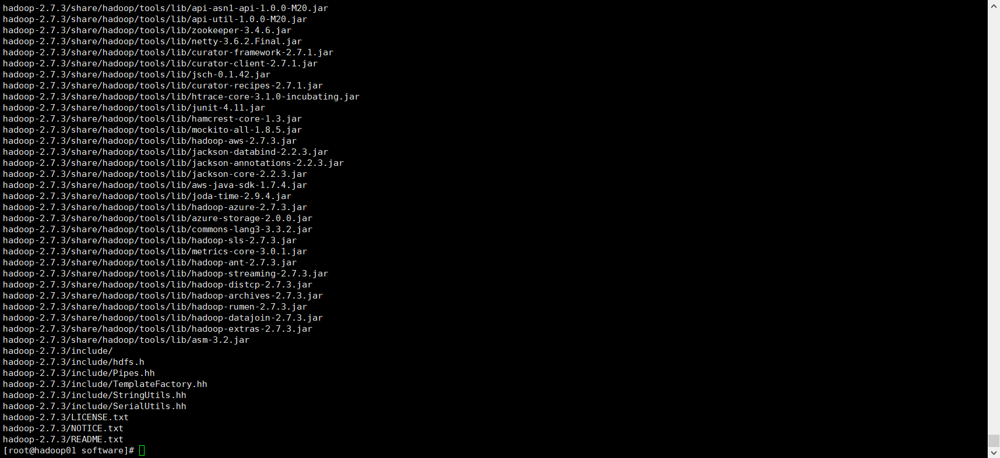 hadoop-2.7.3/share/hadoop/tools/lib/api-asn1-api-1.0.0-M20.jar
hadoop-2.7.3/share/hadoop/tools/lib/api-util-1.0.0-M20.jar
hadoop-2.7.3/share/hadoop/tools/lib/zookeeper-3.4.6.jar
hadoop-2.7.3/share/hadoop/tools/lib/netty-3.6.2.Final.jar
hadoop-2.7.3/share/hadoop/tools/lib/curator-framework-2.7.1.jar
hadoop-2.7.3/share/hadoop/tools/lib/curator-client-2.7.1.jar
hadoop-2.7.3/share/hadoop/tools/lib/jsch-0.1.42.jar
hadoop-2.7.3/share/hadoop/tools/lib/curator-recipes-2.7.1.jar
hadoop-2.7.3/share/hadoop/tools/lib/htrace-core-3.1.0-incubating.jar
hadoop-2.7.3/share/hadoop/tools/lib/junit-4.11.jar
hadoop-2.7.3/share/hadoop/tools/lib/hamcrest-core-1.3.jar
hadoop-2.7.3/share/hadoop/tools/lib/mockito-all-1.8.5.jar
hadoop-2.7.3/share/hadoop/tools/lib/hadoop-aws-2.7.3.jar
hadoop-2.7.3/share/hadoop/tools/lib/jackson-databind-2.2.3.jar
hadoop-2.7.3/share/hadoop/tools/lib/jackson-annotations-2.2.3.jar
hadoop-2.7.3/share/hadoop/tools/lib/jackson-core-2.2.3.jar
hadoop-2.7.3/share/hadoop/tools/lib/aws-java-sdk-1.7.4.jar
hadoop-2.7.3/share/hadoop/tools/lib/joda-time-2.9.4.jar
hadoop-2.7.3/share/hadoop/tools/lib/hadoop-azure-2.7.3.jar
hadoop-2.7.3/share/hadoop/tools/lib/azure-storage-2.0.0.jar
hadoop-2.7.3/share/hadoop/tools/lib/commons-lang3-3.3.2.jar
hadoop-2.7.3/share/hadoop/tools/lib/hadoop-sls-2.7.3.jar
hadoop-2.7.3/share/hadoop/tools/lib/metrics-core-3.0.1.jar
hadoop-2.7.3/share/hadoop/tools/lib/hadoop-ant-2.7.3.jar
hadoop-2.7.3/share/hadoop/tools/lib/hadoop-streaming-2.7.3.jar
hadoop-2.7.3/share/hadoop/tools/lib/hadoop-distcp-2.7.3.jar
hadoop-2.7.3/share/hadoop/tools/lib/hadoop-archives-2.7.3.jar
hadoop-2.7.3/share/hadoop/tools/lib/hadoop-rumen-2.7.3.jar
hadoop-2.7.3/share/hadoop/tools/lib/hadoop-datajoin-2.7.3.jar
hadoop-2.7.3/share/hadoop/tools/lib/hadoop-extras-2.7.3.jar
hadoop-2.7.3/share/hadoop/tools/lib/asm-3.2.jar
hadoop-2.7.3/include/
hadoop-2.7.3/include/hdfs.h
hadoop-2.7.3/include/Pipes.hh
hadoop-2.7.3/include/TemplateFactory.hh
hadoop-2.7.3/include/StringUtils.hh
hadoop-2.7.3/include/SerialUtils.hh
hadoop-2.7.3/LICENSE.txt
hadoop-2.7.3/NOTICE.txt
hadoop-2.7.3/README.txt
[root@hadoop01 software]#